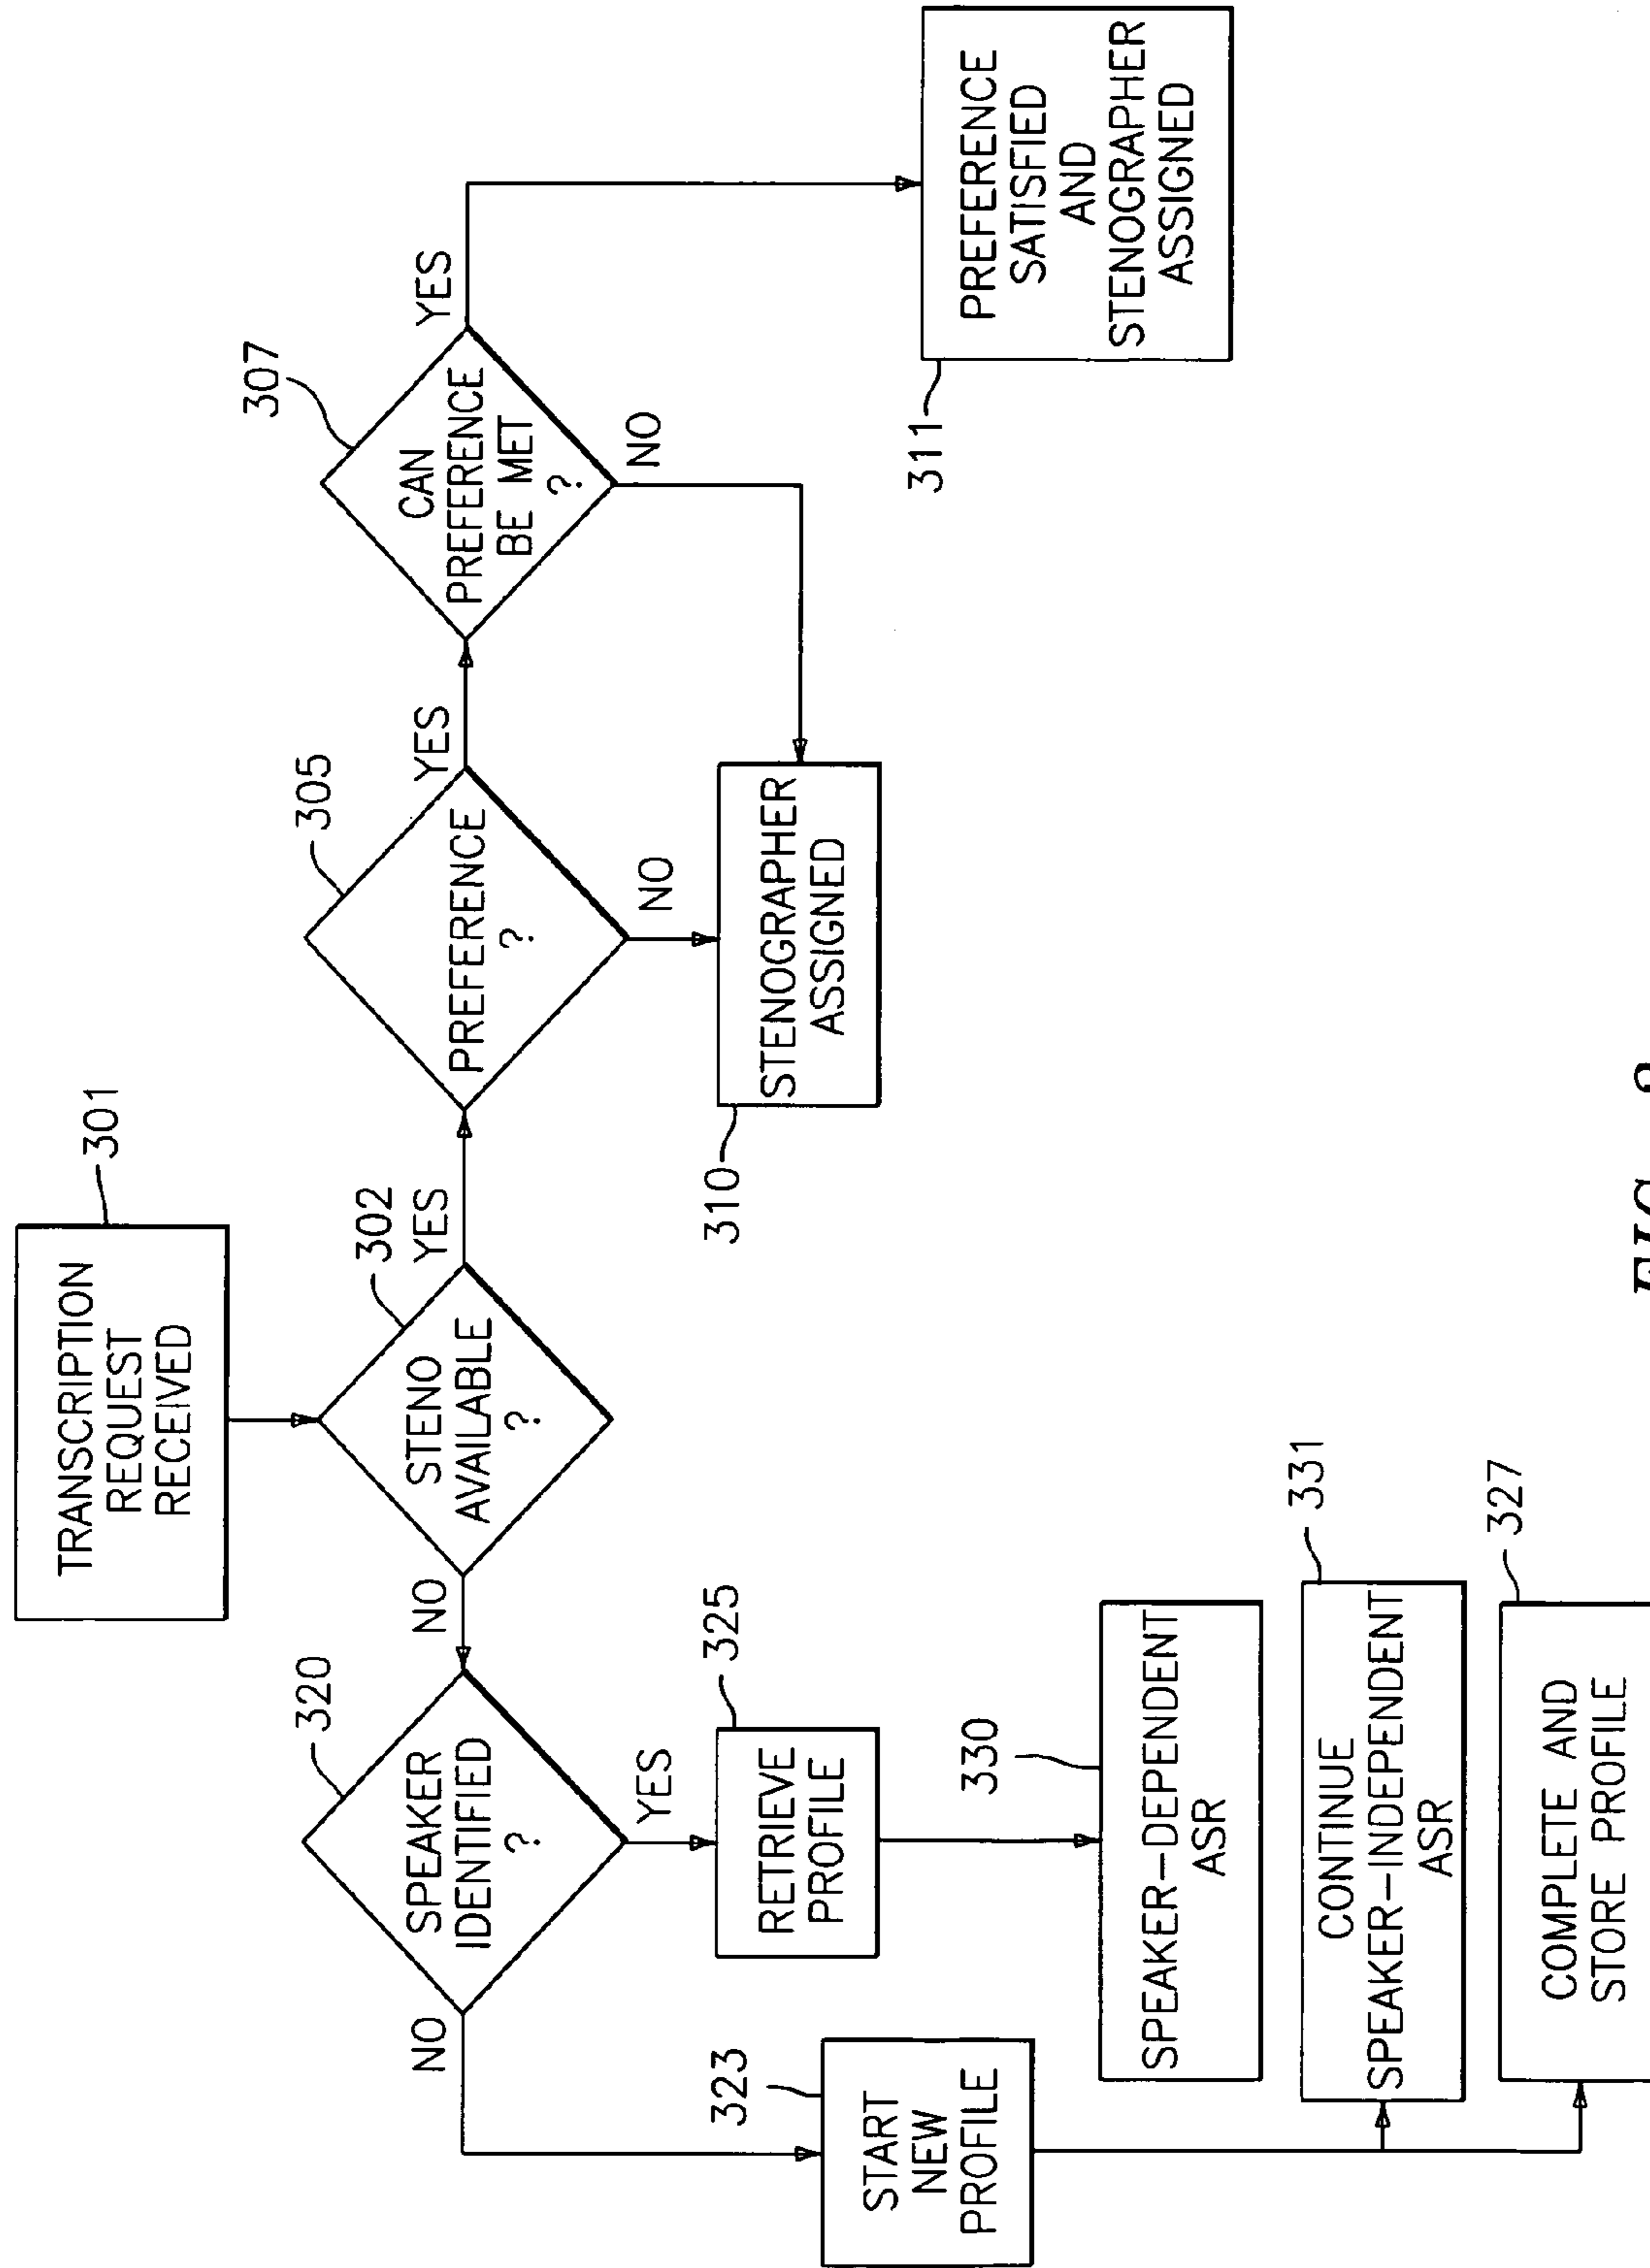 TRANSCRIPTION
REQUEST
RECEIVED
301
NO
320
SPEAKER
IDENTIFIED
?
NO
302
STENO
AVAILABLE
?
YES
305
PREFERENCE
?
YES
307
CAN
PREFERENCE
BE MET
?
YES
YES
NO
NO
323
START
NEW
PROFILE
325
RETRIEVE
PROFILE
310
STENOGRAPHER
ASSIGNED
311
PREFERENCE
SATISFIED
AND
STENOGRAPHER
ASSIGNED
330
SPEAKER-DEPENDENT
ASR
331
CONTINUE
SPEAKER-INDEPENDENT
ASR
327
COMPLETE AND
STORE PROFILE
FIG.